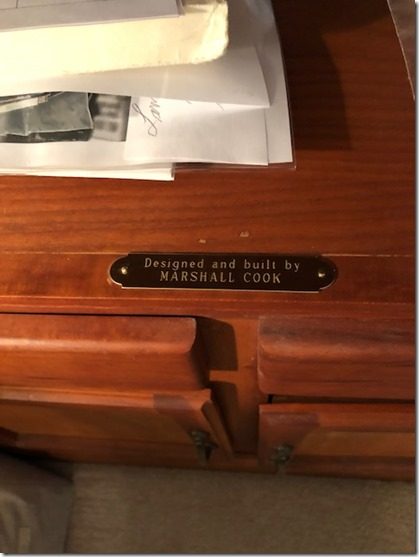 Designed and built by
MARSHALL COOK